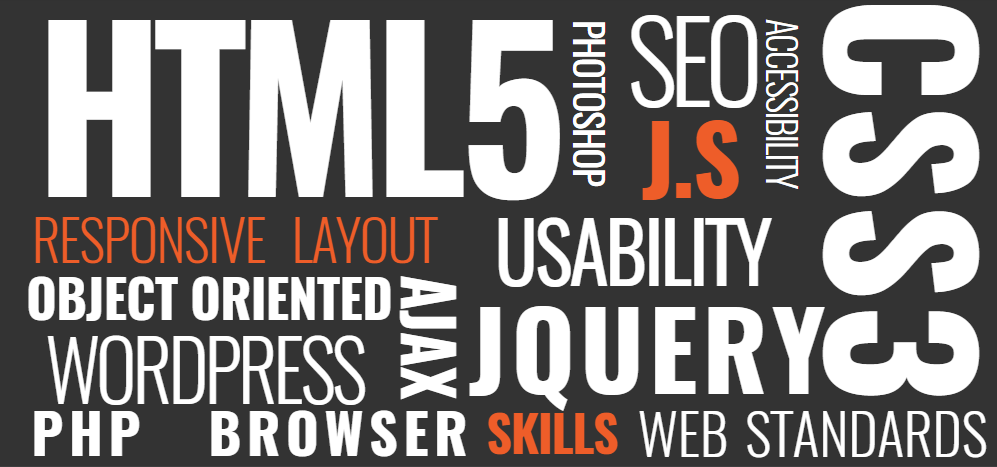 HTML5
PHOTOSHOP
SEO
ACCESSIBILITY
CSS3
J.S
RESPONSIVE LAYOUT
USABILITY
OBJECT ORIENTED
AJAX
JQUERY
WORDPRESS
PHP BROWSER SKILLS WEB STANDARDS